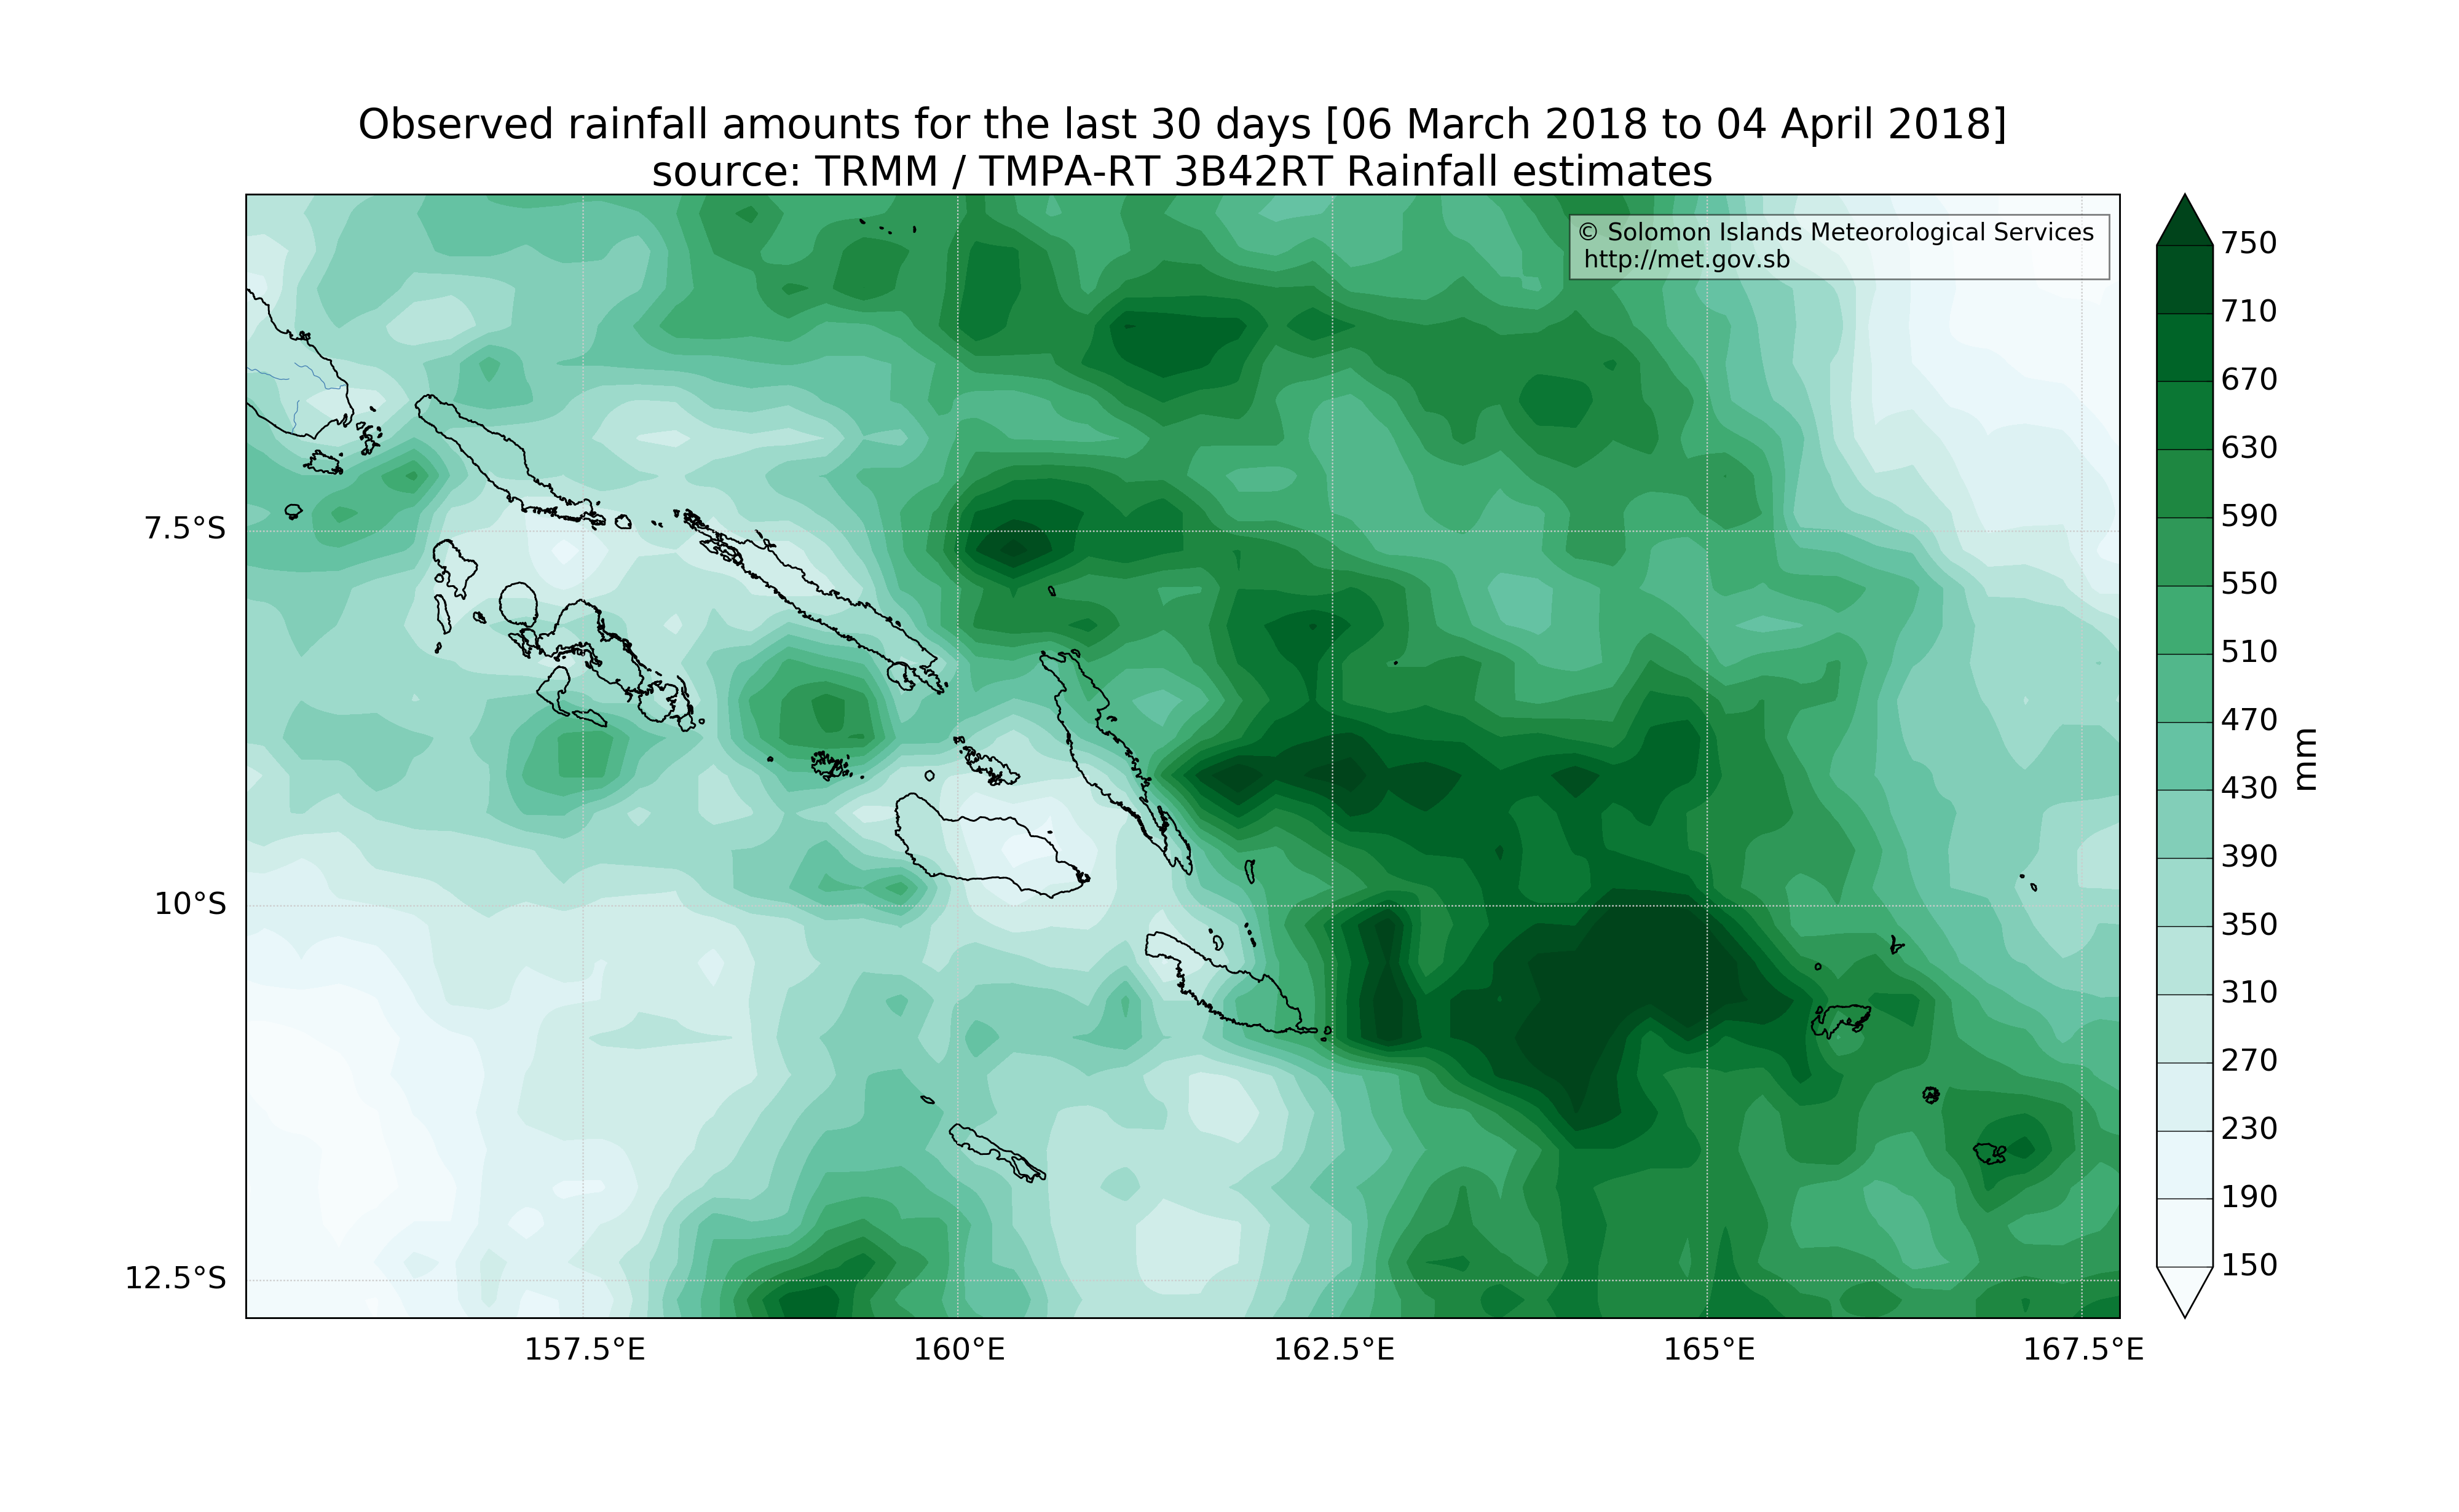 Observed rainfall amounts for the last 30 days [06 March 2018 to 04 April 2018]
source: TRMM / TMPA-RT 3B42RT Rainfall estimates
© Solomon Islands Meteorological Services
http://met.gov.sb
7.5°S
10°S
12.5°S
157.5°E
160°E
162.5°E
165°E
167.5°E
750
710
670
630
590
550
510
470
430
390
350
310
270
230
190
150
mm